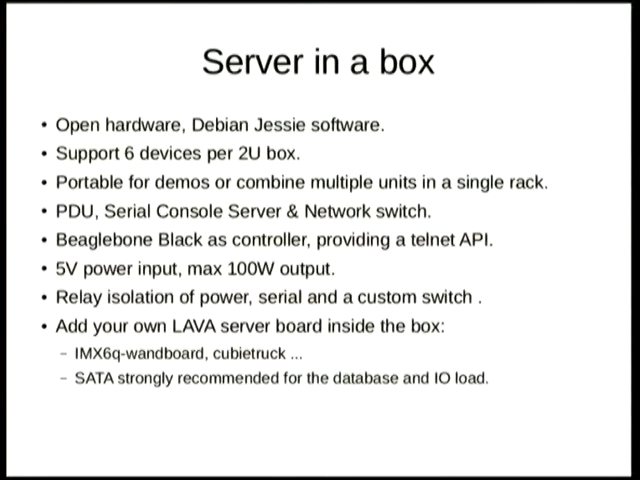 Server in a box
• Open hardware, Debian Jessie software.
• Support 6 devices per 2U box.
• Portable for demos or combine multiple units in a single rack.
• PDU, Serial Console Server & Network switch.
• Beaglebone Black as controller, providing a telnet API.
• 5V power input, max 100W output.
• Relay isolation of power, serial and a custom switch .
• Add your own LAVA server board inside the box:
– IMX6q-wandboard, cubietruck ...
– SATA strongly recommended for the database and IO load.